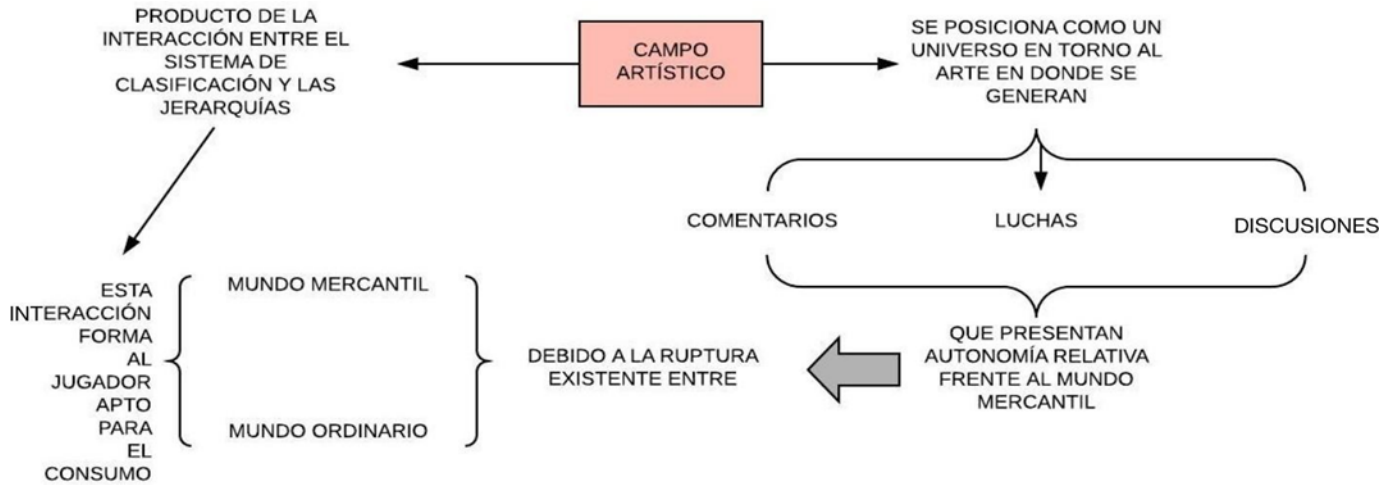 PRODUCTO DE LA
INTERACCIÓN ENTRE EL
SISTEMA DE
CLASIFICACIÓN Y LAS
JERARQUÍAS
CAMPO
ARTÍSTICO
SE POSICIONA COMO UN
UNIVERSO EN TORNO AL
ARTE EN DONDE SE
GENERAN
COMENTARIOS
LUCHAS
DISCUSIONES
QUE PRESENTAN
AUTONOMÍA RELATIVA
FRENTE AL MUNDO
MERCANTIL
DEBIDO A LA RUPTURA
EXISTENTE ENTRE
MUNDO MERCANTIL
MUNDO ORDINARIO
ESTA
INTERACCIÓN
FORMA
AL
JUGADOR
APTO
PARA
EL
CONSUMO